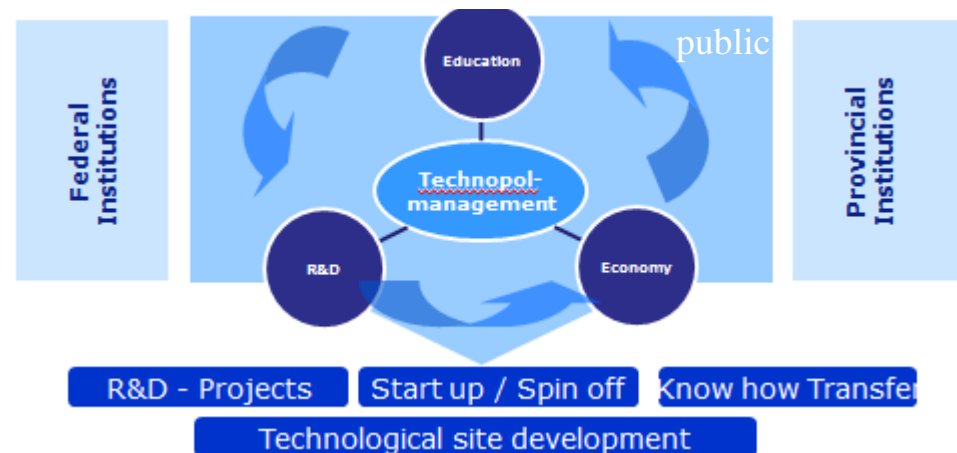 public
Education
Federal
Institutions
Technopol-
management
Provincial
Institutions
R&D
Economy
R&D - Projects
Start up / Spin off
Know how Transfer
Technological site development